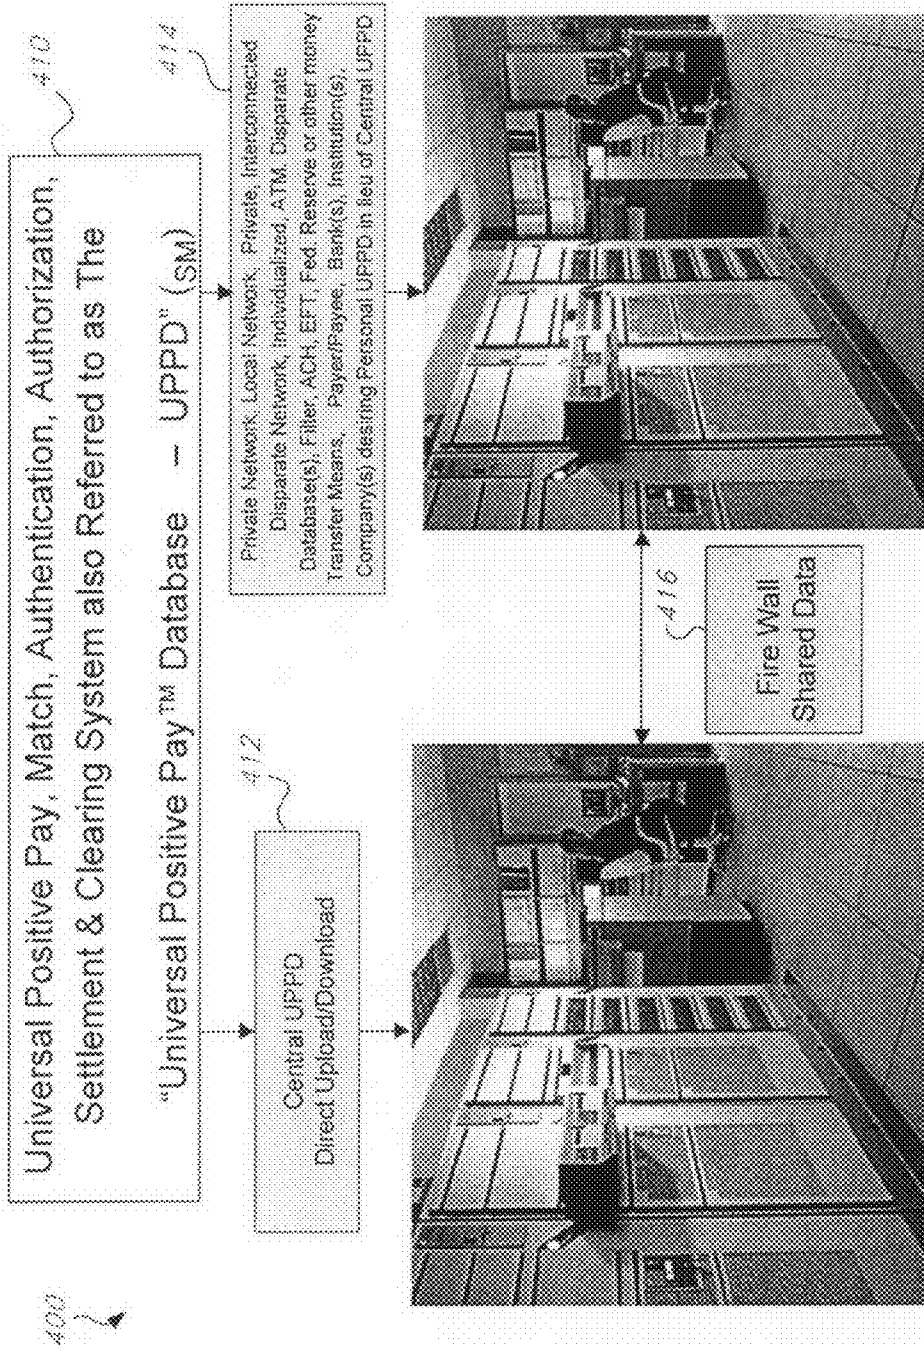 400
410
Universal Positive Pay, Match, Authentication, Authorization,
Settlement & Clearing System also Referred to as The
“Universal Positive Pay™ Database – UPPD” (SM)
412
Central UPPD
Direct Upload/Download
414
Private Network, Local Network, Private, Interconnected
Disparate Network, Individualized, ATM, Disparate
Database(s), Filler, ACH, EFT, Fed Reserve or other money
Transfer Means, Payer/Payee, Bank(s), Institution(s),
Company(s) desiring Personal UPPD in lieu of Central UPPD
416
Fire Wall
Shared Data